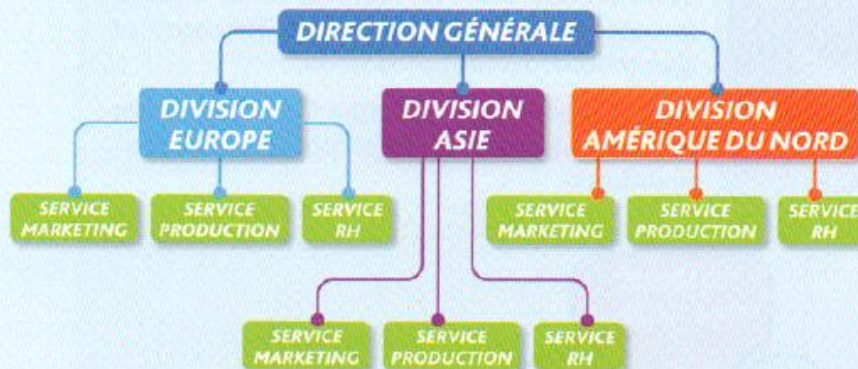 DIRECTION GÉNÉRALE
DIVISION
EUROPE
DIVISION
ASIE
DIVISION
AMÉRIQUE DU NORD
SERVICE
MARKETING
SERVICE
PRODUCTION
SERVICE
RH
SERVICE
MARKETING
SERVICE
PRODUCTION
SERVICE
RH
SERVICE
MARKETING
SERVICE
PRODUCTION
SERVICE
RH